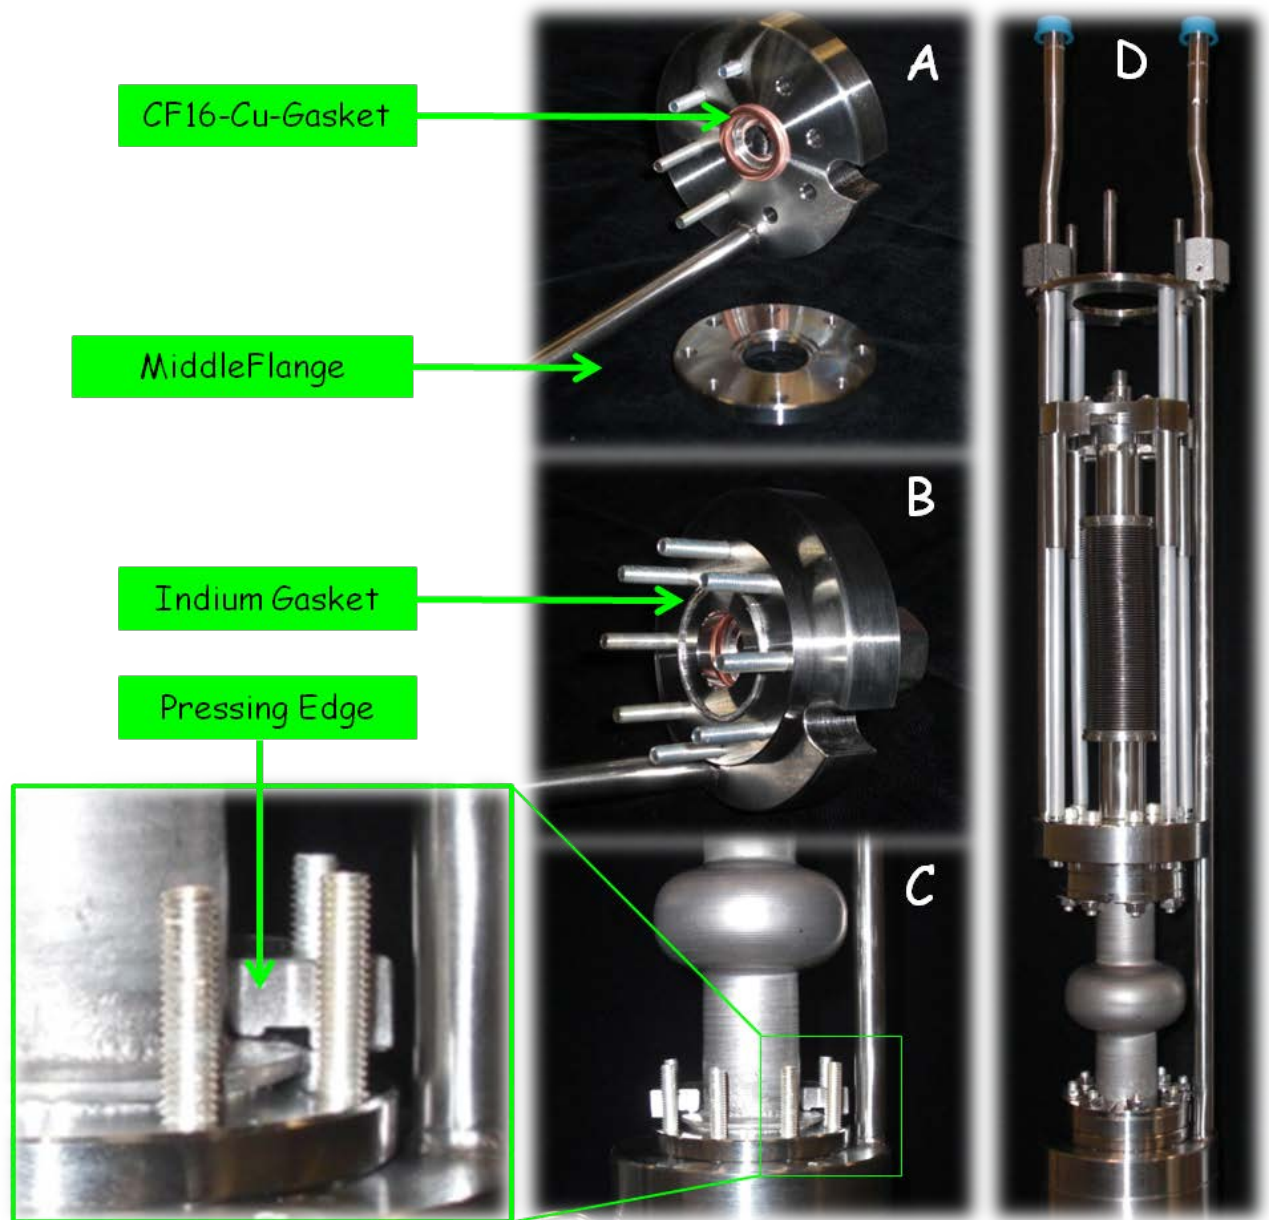 A
D
CF16-Cu-Gasket
MiddleFlange
B
Indium Gasket
Pressing Edge
C